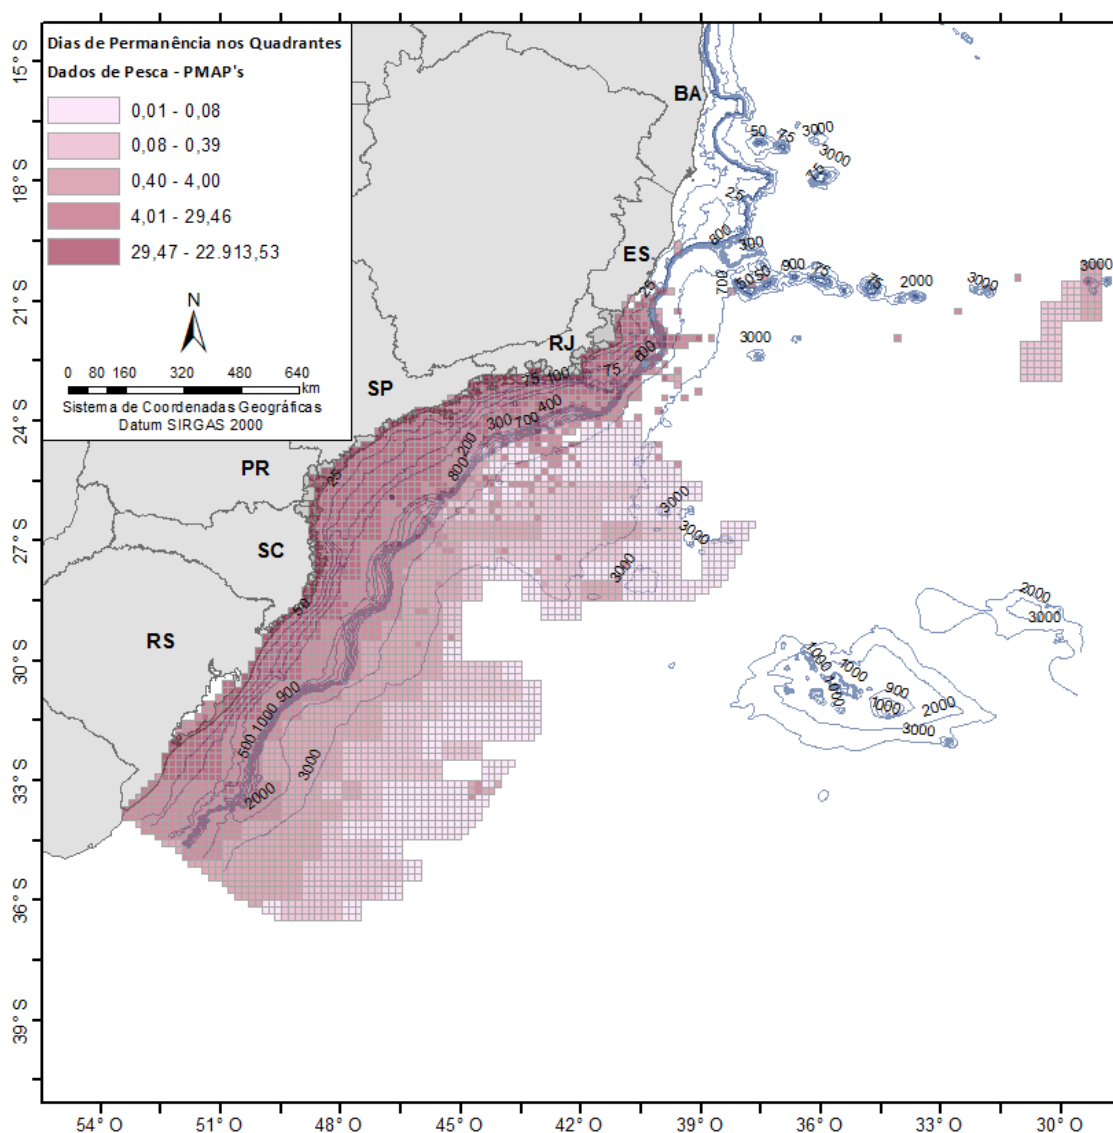 Dias de Permanência nos Quadrantes
Dados de Pesca - PMAP's
0,01 - 0,08
0,08 - 0,39
0,40 - 4,00
4,01 - 29,46
29,47 - 22.913,53
N
0 80 160 320 480 640
km
Sistema de Coordenadas Geográficas
Datum SIRGAS 2000
BA
ES
RJ
SP
PR
SC
RS
50
75
3000
3000
75
25
800
300
700
50
50
900
75
75
2000
3000
3000
25
3000
600
75
75
100
400
300
700
200
800
25
3000
3000
3000
50
2000
3000
1000
1000
1000
900
1000
2000
3000
900
1000
500
3000
2000
15° S
18° S
21° S
24° S
27° S
30° S
33° S
36° S
39° S
54° O
51° O
48° O
45° O
42° O
39° O
36° O
33° O
30° O